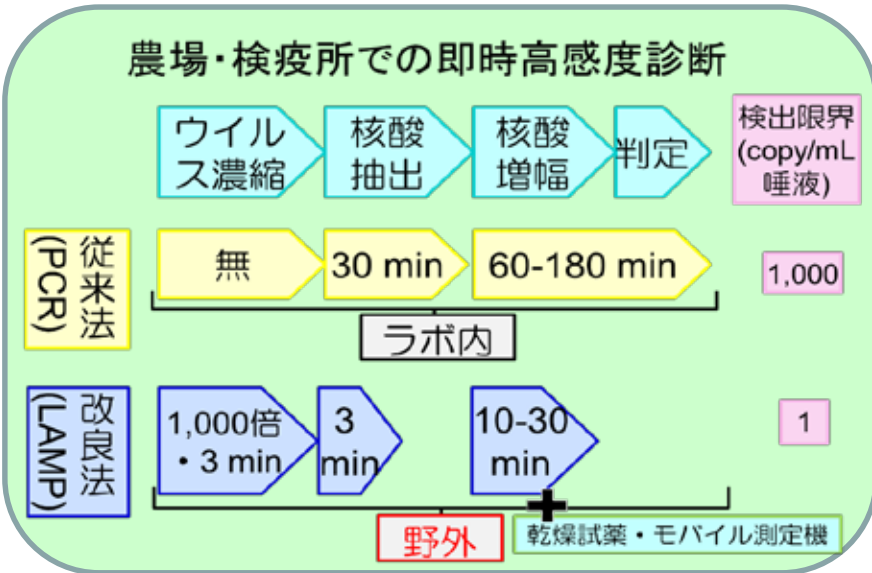 農場・検疫所での即時高感度診断
ウイル
ス濃縮
核酸
抽出
核酸
増幅
判定
検出限界
(copy/mL
唾液)
従来法
(PCR)
無
30 min
60-180 min
1,000
ラボ内
改良法
(LAMP)
1,000倍
・3 min
3
min
10-30
min
1
野外
乾燥試薬・モバイル測定機